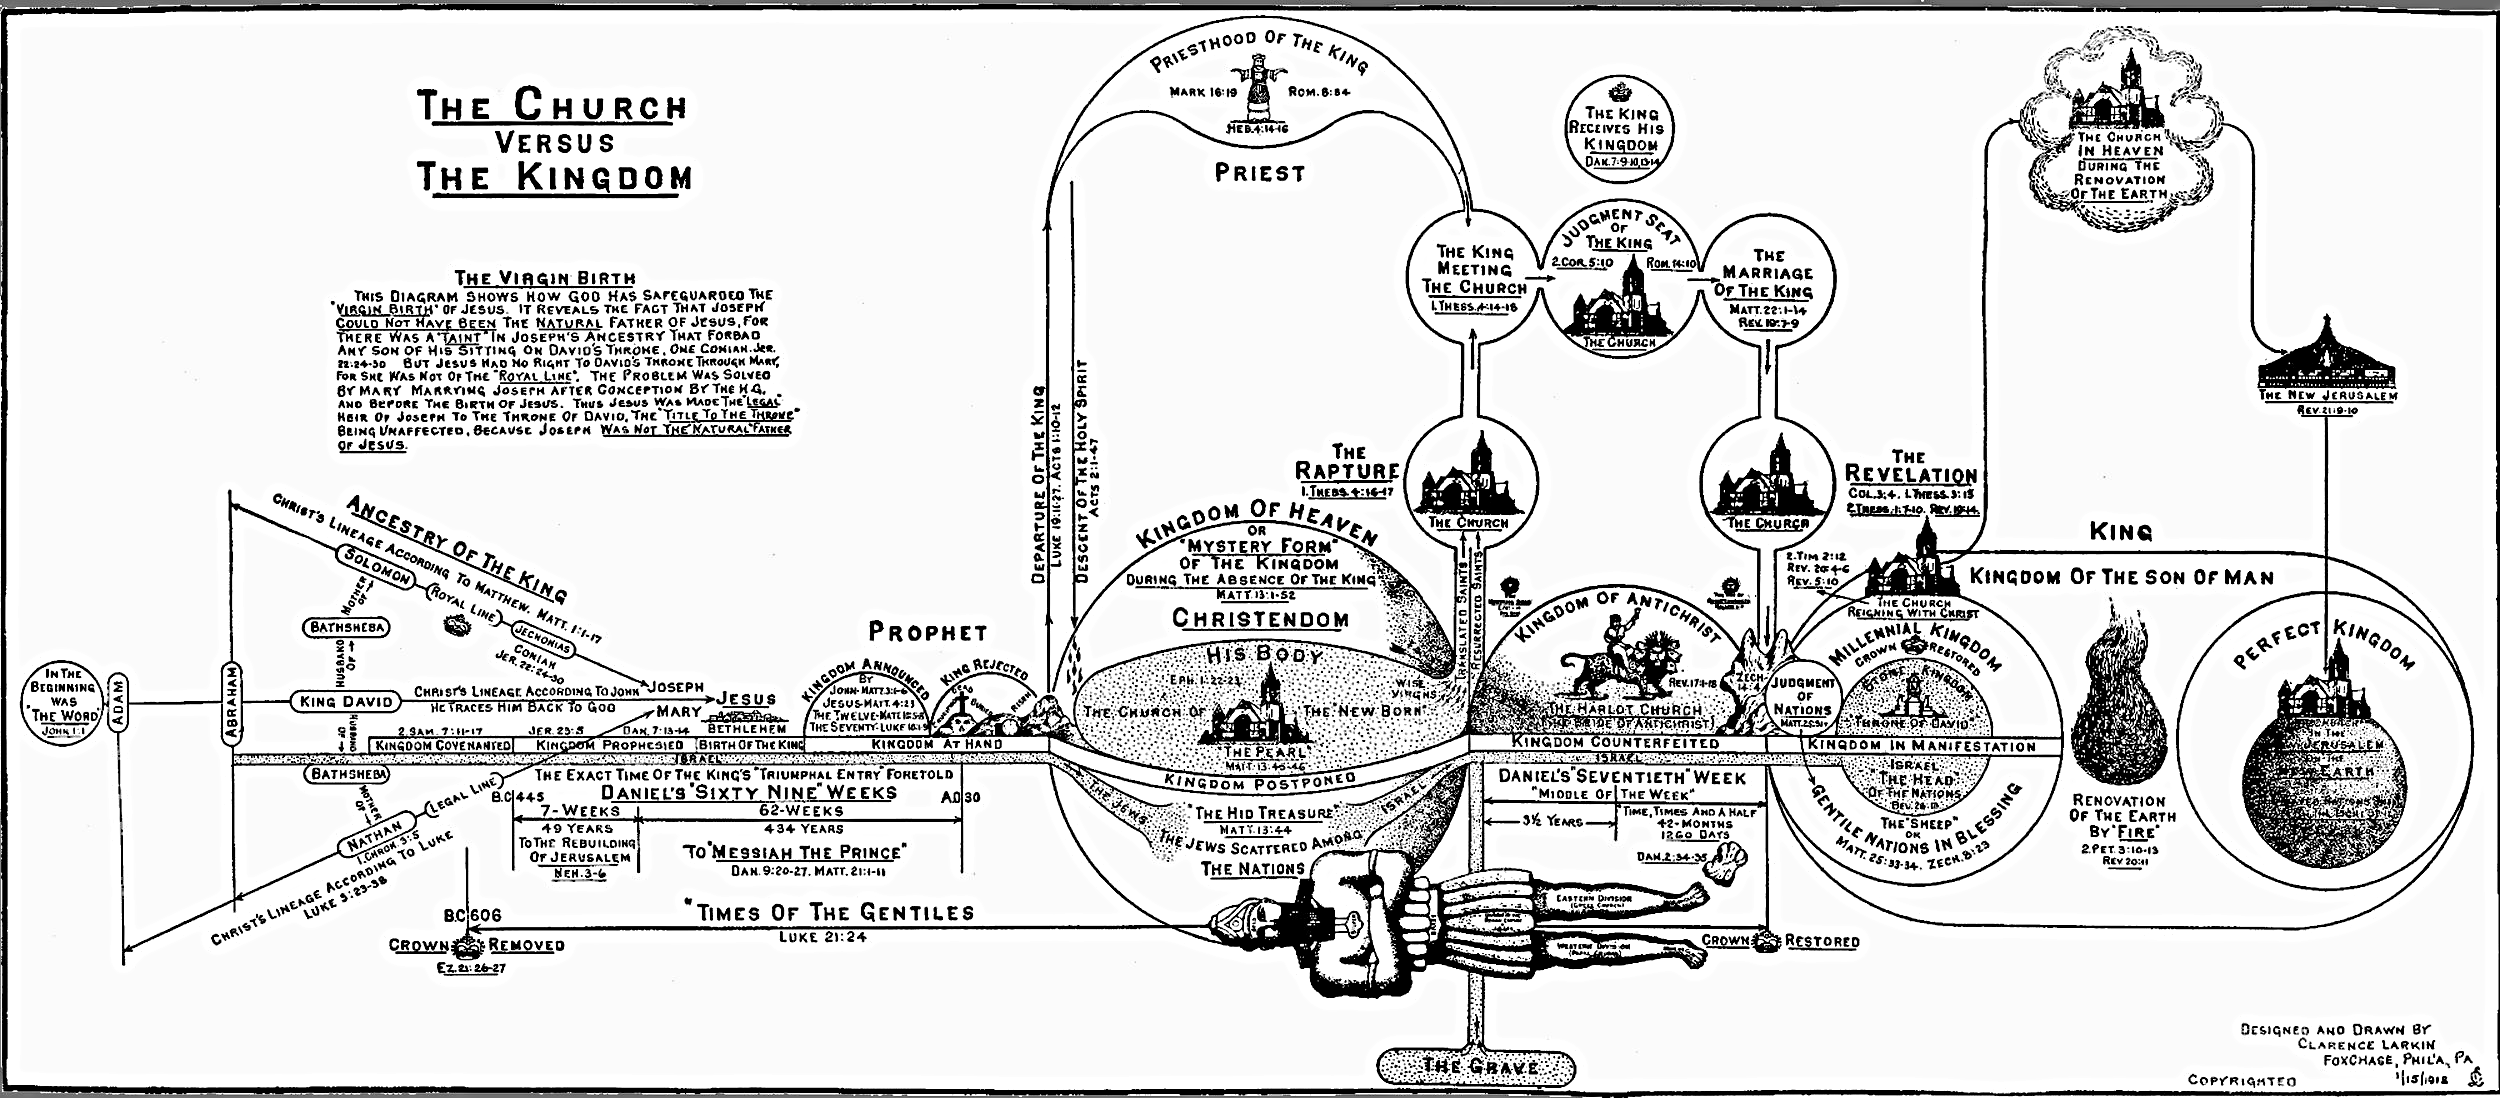 THE CHURCH
VERSUS
THE KINGDOM
THE VIRGIN BIRTH
THIS DIAGRAM SHOWS HOW GOD HAS SAFEGUARDED THE
"VIRGIN BIRTH" OF JESUS. IT REVEALS THE FACT THAT JOSEPH
COULD NOT HAVE BEEN THE NATURAL FATHER OF JESUS, FOR
THERE WAS A "TAINT" IN JOSEPH'S ANCESTRY THAT FORBAD
ANY SON OF HIS SITTING ON DAVID'S THRONE, ONE CONIAH. JER.
22:24-30 BUT JESUS HAD NO RIGHT TO DAVID'S THRONE THROUGH MARY,
FOR SHE WAS NOT OF THE "ROYAL LINE". THE PROBLEM WAS SOLVED
BY MARY MARRYING JOSEPH AFTER CONCEPTION BY THE H.G.
AND BEFORE THE BIRTH OF JESUS. THUS JESUS WAS MADE THE "LEGAL"
HEIR OF JOSEPH TO THE THRONE OF DAVID, THE "TITLE TO THE THRONE"
BEING UNAFFECTED, BECAUSE JOSEPH WAS NOT THE "NATURAL" FATHER
OF JESUS.
ANCESTRY OF THE KING
CHRIST'S LINEAGE ACCORDING TO MATTHEW. MATT. 1:1-17
SOLOMON
ROYAL LINE
JECHONIAS
CONIAH
JER. 22:24-30
MOTHER OF
BATHSHEBA
HUSBAND OF
IN THE
BEGINNING
WAS
"THE WORD"
JOHN 1:1
ADAM
ABRAHAM
KING DAVID
CHRIST'S LINEAGE ACCORDING TO JOHN
HE TRACES HIM BACK TO GOD
JOSEPH
MARY
JESUS
BETHLEHEM
HUSBAND OF
BATHSHEBA
MOTHER OF
NATHAN
1. CHRON. 3:5
LEGAL LINE
CHRIST'S LINEAGE ACCORDING TO LUKE
LUKE 3:23-38
2. SAM. 7:11-17
JER. 23:5
DAN. 7:13-14
KINGDOM COVENANTED
KINGDOM PROPHESIED
BIRTH OF THE KING
KINGDOM AT HAND
ISRAEL
THE EXACT TIME OF THE KING'S "TRIUMPHAL ENTRY" FORETOLD
B.C. 445
DANIEL'S "SIXTY NINE" WEEKS
A.D. 30
7-WEEKS
62-WEEKS
49 YEARS
434 YEARS
TO THE REBUILDING
OF JERUSALEM
NEH. 3-6
TO "MESSIAH THE PRINCE"
DAN. 9:20-27. MATT. 21:1-11
B.C. 606
"TIMES OF THE GENTILES
LUKE 21:24
CROWN REMOVED
EZ. 21:26-27
PROPHET
KINGDOM ANNOUNCED
BY
JOHN-MATT. 3:1-6
JESUS-MATT. 4:23
THE TWELVE-MATT. 10:5-8
THE SEVENTY-LUKE
KING REJECTED
DEAD
BURIED
RISEN
DEPARTURE OF THE KING
LUKE 19:11-27. ACTS 1:10-12
DESCENT OF THE HOLY SPIRIT
ACTS 2:1-47
PRIESTHOOD OF THE KING
MARK 16:19
ROM. 8:34
HEB. 4:14-16
PRIEST
KINGDOM OF HEAVEN
OR
"MYSTERY FORM"
OF THE KINGDOM
DURING THE ABSENCE OF THE KING
MATT. 13:1-52
CHRISTENDOM
HIS BODY
EPH. 1:22-23
WISE
VIRGINS
THE CHURCH OF THE "NEW BORN"
"THE PEARL"
MATT. 13:45-46
KINGDOM POSTPONED
THE JEWS
ISRAEL
"THE HID TREASURE"
MATT. 13:44
THE JEWS SCATTERED AMONG
THE NATIONS
THE RAPTURE
1. THESS. 4:16-17
THE CHURCH
TRANSLATED SAINTS
RESURRECTED SAINTS
THE KING
MEETING
THE CHURCH
1. THESS. 4:14-18
THE KING
RECEIVES HIS
KINGDOM
DAN. 7:9-10, 13-14
JUDGMENT SEAT
OF
THE KING
2. COR. 5:10
ROM. 14:10
THE CHURCH
THE
MARRIAGE
OF THE KING
MATT. 22:1-14
REV. 19:7-9
THE CHURCH
THE
REVELATION
COL. 3:4. 1. THESS. 3:13
2. THESS. 1:7-10. REV. 19:14
KINGDOM OF ANTICHRIST
REV. 17:1-18
THE HARLOT CHURCH
(THE BRIDE OF ANTICHRIST)
KINGDOM COUNTERFEITED
ISRAEL
DANIEL'S "SEVENTIETH" WEEK
"MIDDLE OF THE WEEK"
3½ YEARS
TIME, TIMES AND A HALF
42-MONTHS
1260 DAYS
DAN. 2:34-35
EASTERN DIVISION
(GREEK CHURCH)
WESTERN DIVISION
(PAPAL CHURCH)
CROWN RESTORED
THE GRAVE
ZECH.
14:4
JUDGMENT
OF
NATIONS
2. TIM 2:12
REV. 20:4-6
REV. 5:10
THE CHURCH
REIGNING WITH CHRIST
MILLENNIAL KINGDOM
CROWN RESTORED
STONE KINGDOM
"THRONE OF DAVID"
KINGDOM IN MANIFESTATION
ISRAEL
"THE HEAD"
OF THE NATIONS
THE "SHEEP"
OR
GENTILE NATIONS IN BLESSING
MATT. 25:33-34. ZECH. 8:23
KING
KINGDOM OF THE SON OF MAN
THE CHURCH
IN HEAVEN
DURING THE
RENOVATION
OF THE EARTH
THE NEW JERUSALEM
REV. 21:9-10
RENOVATION
OF THE EARTH
BY "FIRE"
2. PET. 3:10-13
REV 20:11
PERFECT KINGDOM
DESIGNED AND DRAWN BY
CLARENCE LARKIN
FOXCHASE, PHIL'A, PA
COPYRIGHTED